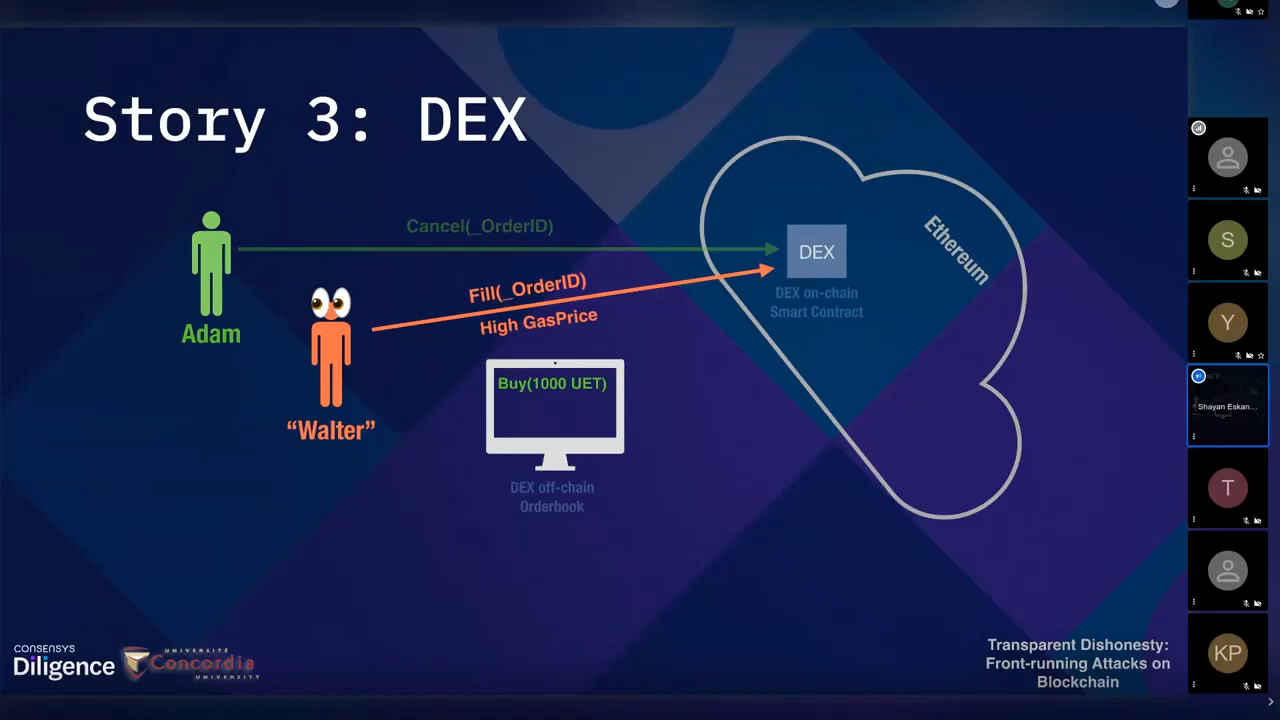 Story 3: DEX
Cancel(_OrderID)
DEX
Ethereum
Fill(_OrderID)
High GasPrice
DEX on-chain
Smart Contract
Adam
Buy(1000 UET)
“Walter”
DEX off-chain
Orderbook
CONSENSYS
Diligence
UNIVERSITÉ
Concordia
UNIVERSITY
Transparent Dishonesty:
Front-running Attacks on
Blockchain
S
Y
Shayan Eskan...
T
KP